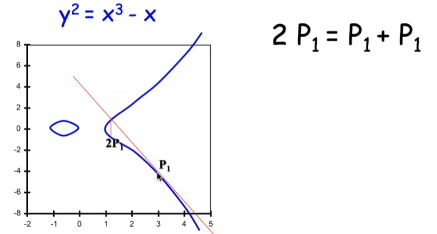 y² = x³ - x
2 P₁ = P₁ + P₁
8
6
4
2
0
-2
-4
-6
-8
2P₁
P₁
-2 -1 0 1 2 3 4 5